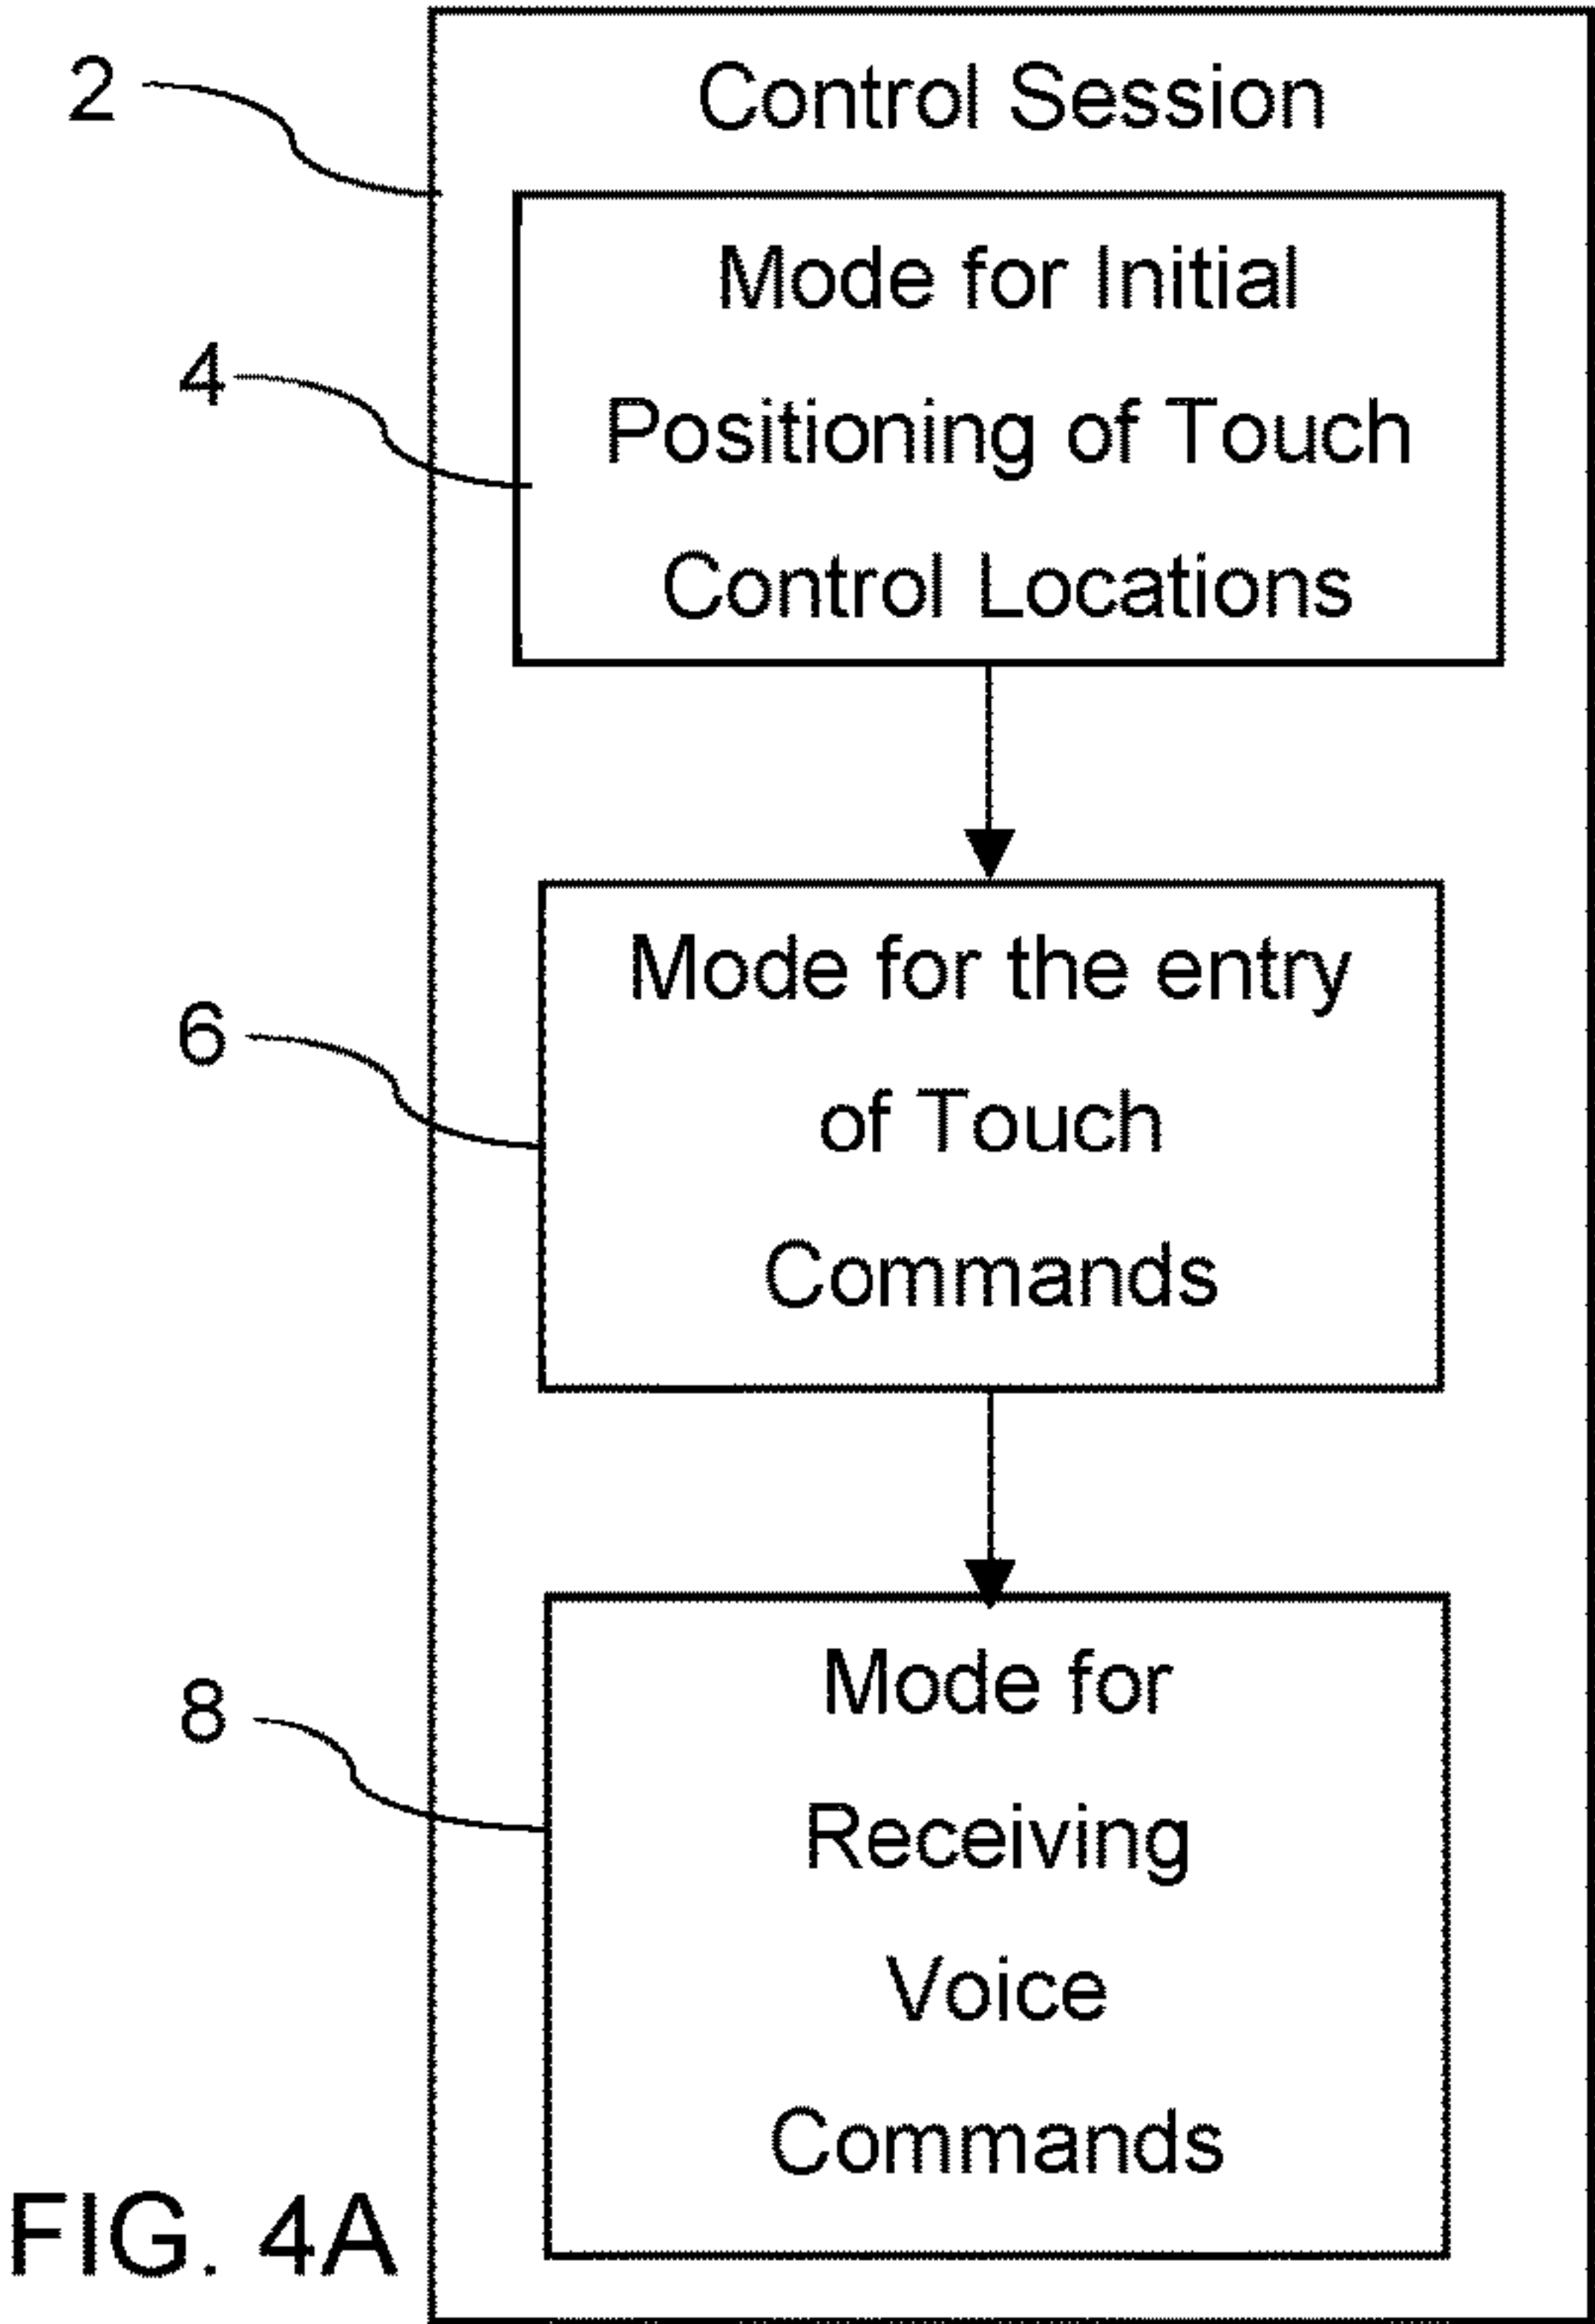 2
Control Session
4
Mode for Initial
Positioning of Touch
Control Locations
6
Mode for the entry
of Touch
Commands
8
Mode for
Receiving
Voice
Commands
FIG. 4A